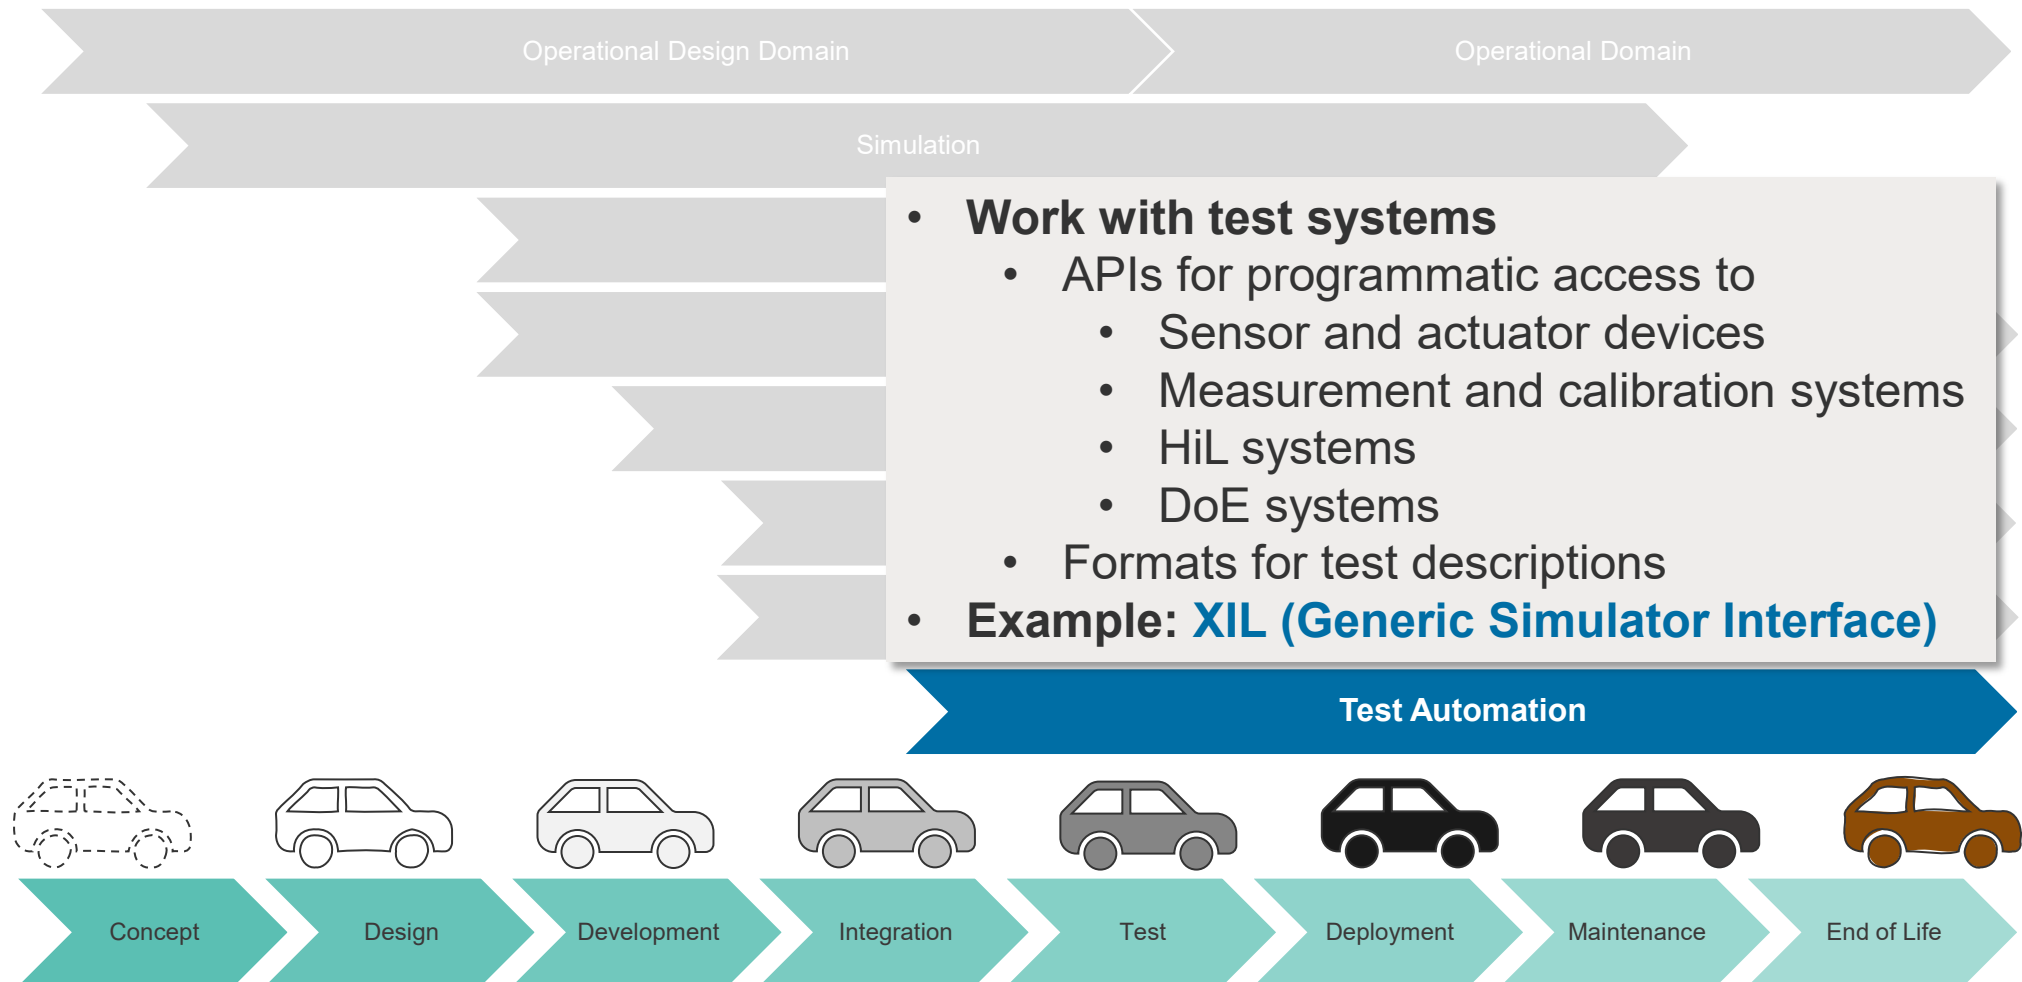 Operational Design Domain
Operational Domain
Simulation
• Work with test systems
• APIs for programmatic access to
• Sensor and actuator devices
• Measurement and calibration systems
• HiL systems
• DoE systems
• Formats for test descriptions
• Example: XIL (Generic Simulator Interface)
Test Automation
Concept
Design
Development
Integration
Test
Deployment
Maintenance
End of Life